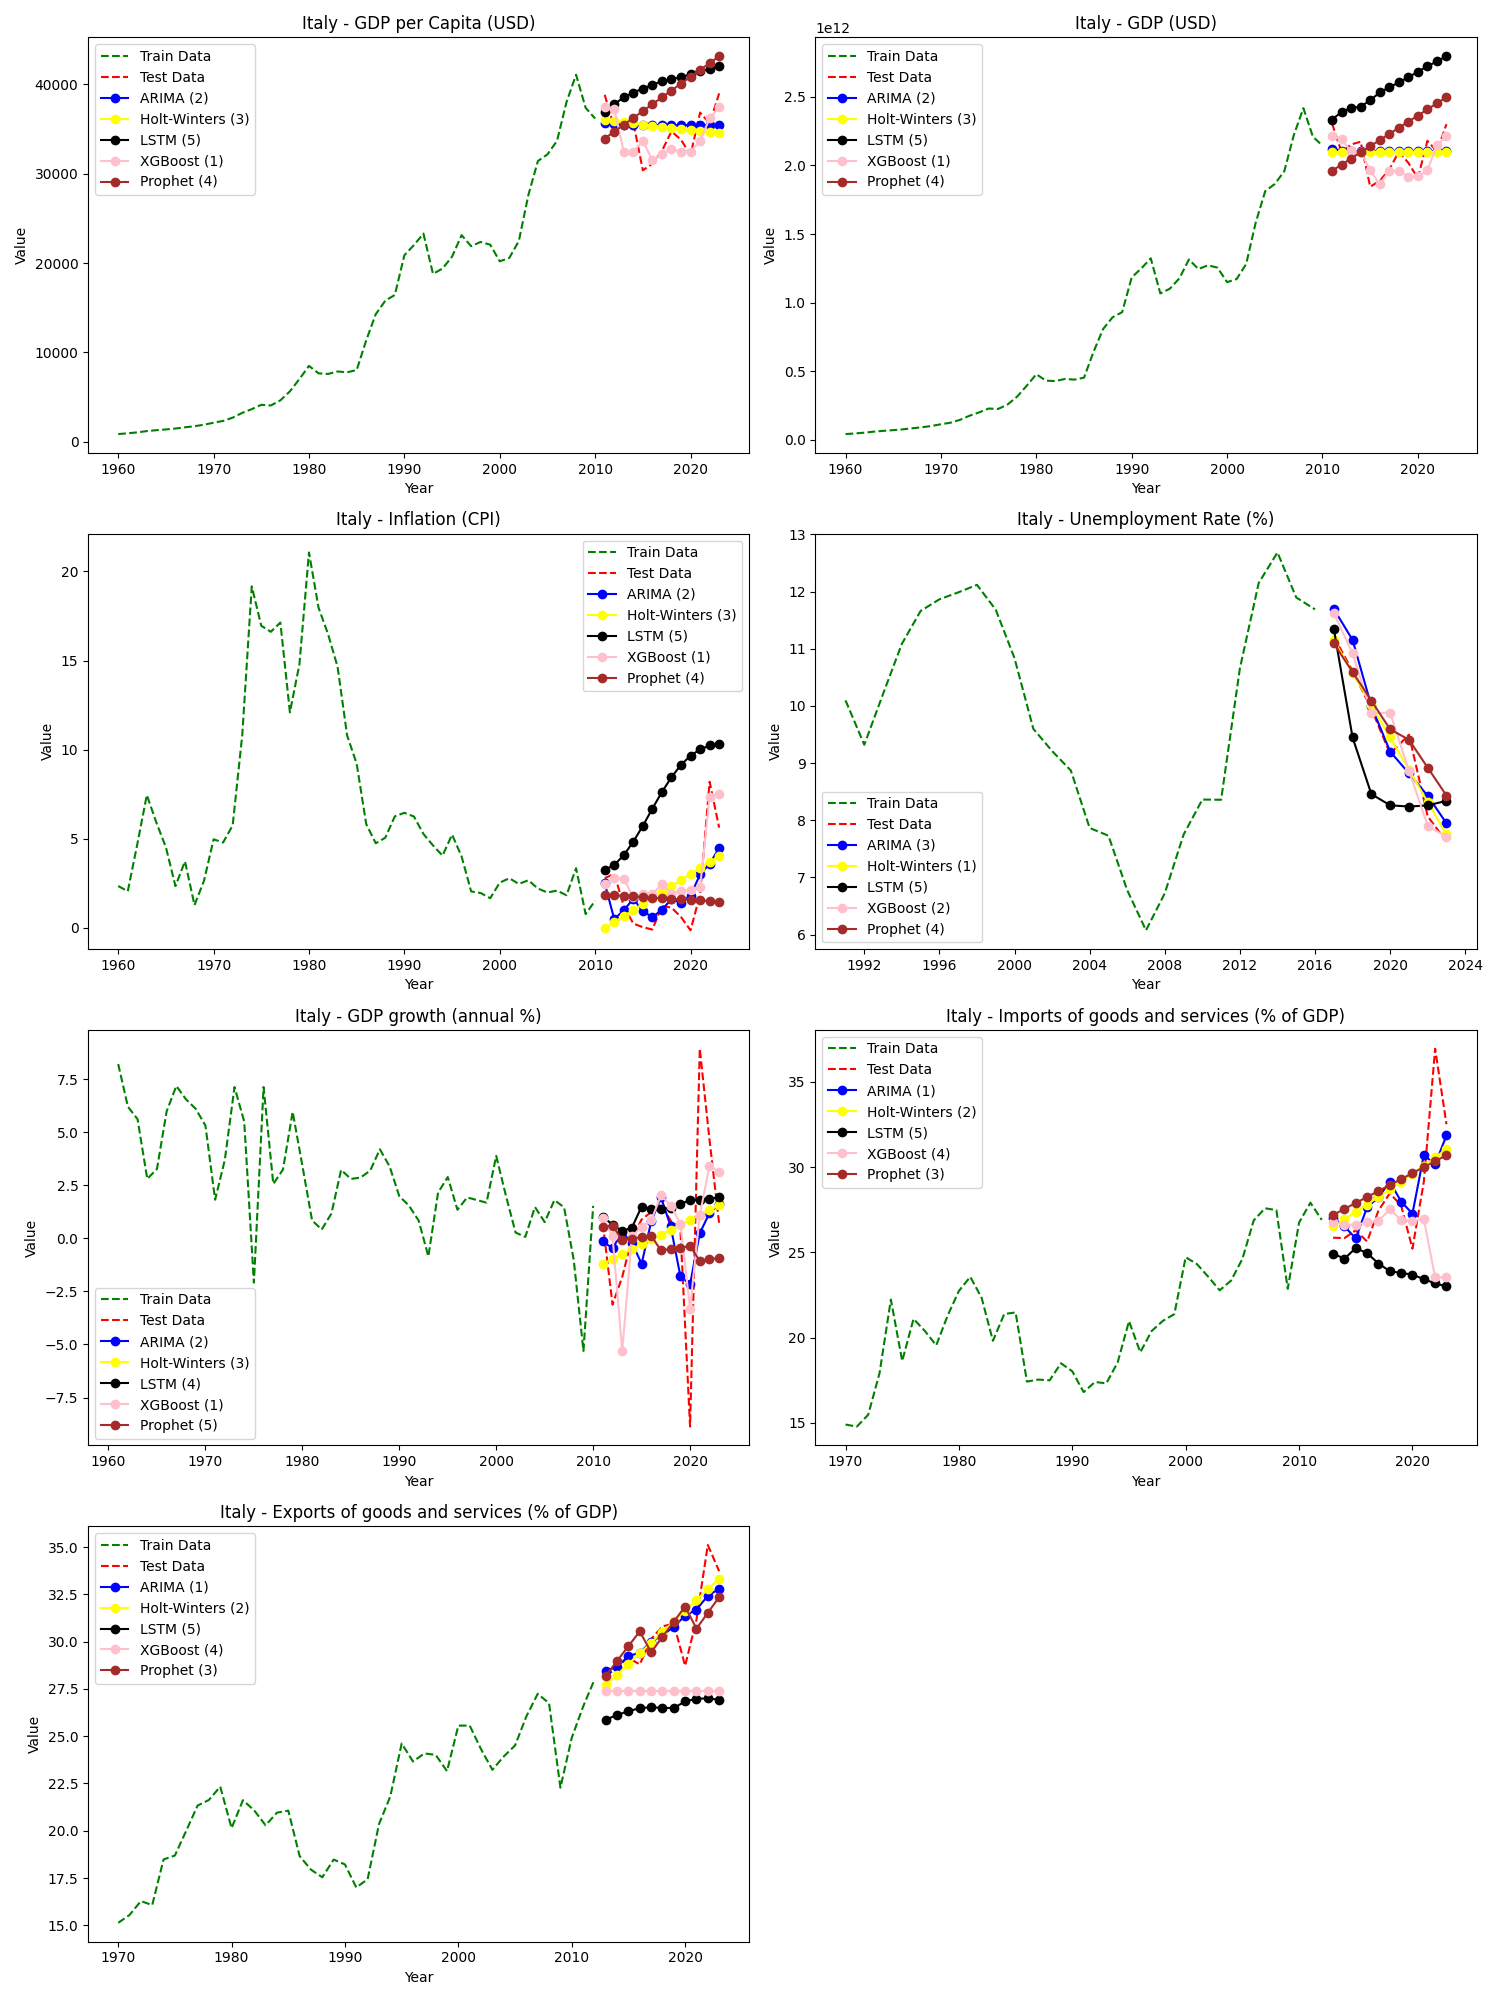 Italy - GDP per Capita (USD)
Train Data
Test Data
ARIMA (2)
Holt-Winters (3)
LSTM (5)
XGBoost (1)
Prophet (4)
Value
40000
30000
20000
10000
0
1960 1970 1980 1990 2000 2010 2020
Year
Italy - GDP (USD)
1e12
Train Data
Test Data
ARIMA (2)
Holt-Winters (3)
LSTM (5)
XGBoost (1)
Prophet (4)
Value
2.5
2.0
1.5
1.0
0.5
0.0
1960 1970 1980 1990 2000 2010 2020
Year
Italy - Inflation (CPI)
Train Data
Test Data
ARIMA (2)
Holt-Winters (3)
LSTM (5)
XGBoost (1)
Prophet (4)
Value
20
15
10
5
0
1960 1970 1980 1990 2000 2010 2020
Year
Italy - Unemployment Rate (%)
Train Data
Test Data
ARIMA (3)
Holt-Winters (1)
LSTM (5)
XGBoost (2)
Prophet (4)
Value
13
12
11
10
9
8
7
6
1992 1996 2000 2004 2008 2012 2016 2020 2024
Year
Italy - GDP growth (annual %)
Train Data
Test Data
ARIMA (2)
Holt-Winters (3)
LSTM (4)
XGBoost (1)
Prophet (5)
Value
7.5
5.0
2.5
0.0
−2.5
−5.0
−7.5
1960 1970 1980 1990 2000 2010 2020
Year
Italy - Imports of goods and services (% of GDP)
Train Data
Test Data
ARIMA (1)
Holt-Winters (2)
LSTM (5)
XGBoost (4)
Prophet (3)
Value
35
30
25
20
15
1970 1980 1990 2000 2010 2020
Year
Italy - Exports of goods and services (% of GDP)
Train Data
Test Data
ARIMA (1)
Holt-Winters (2)
LSTM (5)
XGBoost (4)
Prophet (3)
Value
35.0
32.5
30.0
27.5
25.0
22.5
20.0
17.5
15.0
1970 1980 1990 2000 2010 2020
Year